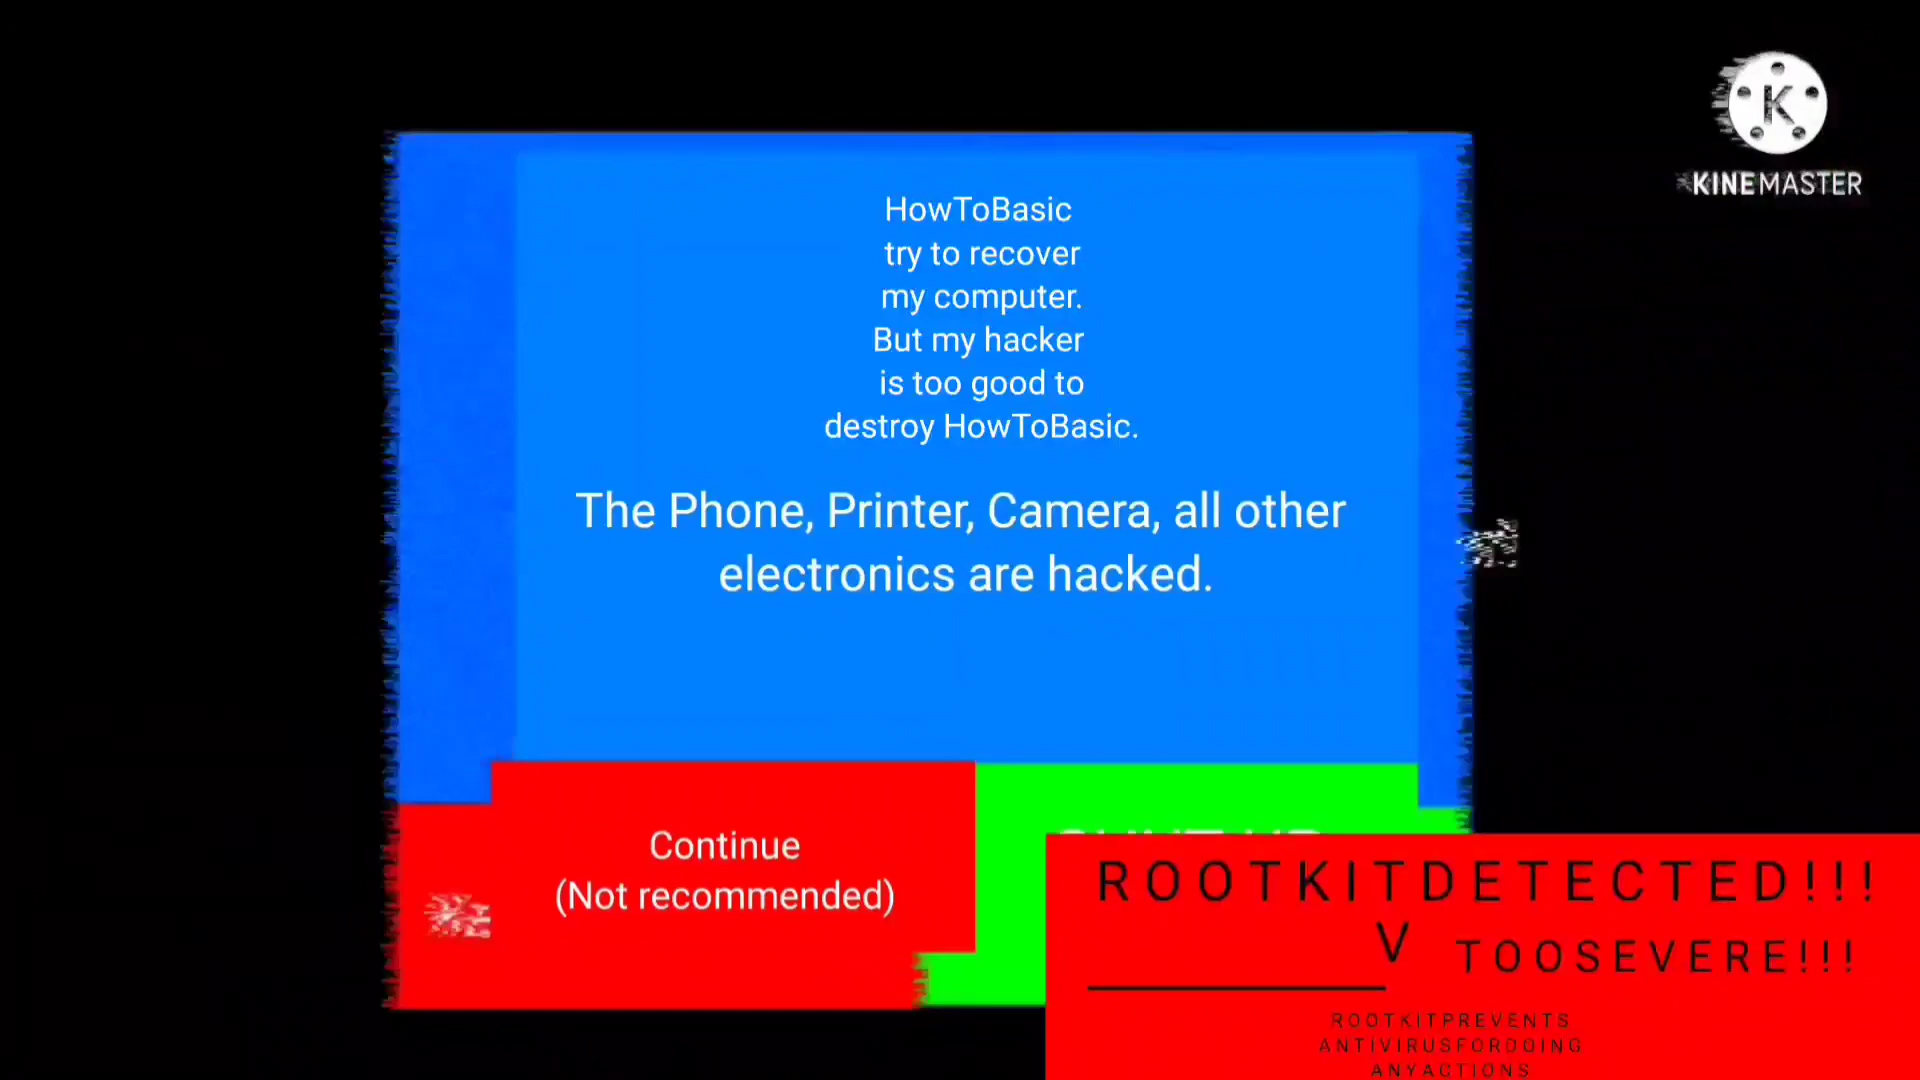 KINEMASTER
HowToBasic
try to recover
my computer.
But my hacker
is too good to
destroy HowToBasic.
The Phone, Printer, Camera, all other
electronics are hacked.
Continue
(Not recommended)
ROOTKITDETECTED!!!
V TOOSEVERE!!!
ROOTKITPREVENTS
ANTIVIRUSFORDOING
ANYACTIONS